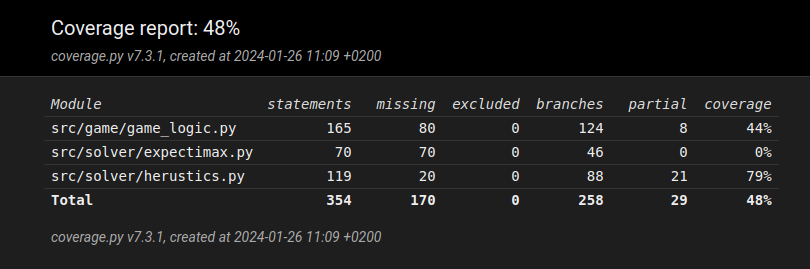 Coverage report: 48%
coverage.py v7.3.1, created at 2024-01-26 11:09 +0200
Module statements missing excluded branches partial coverage
src/game/game_logic.py 165 80 0 124 8 44%
src/solver/expectimax.py 70 70 0 46 0 0%
src/solver/herustics.py 119 20 0 88 21 79%
Total 354 170 0 258 29 48%
coverage.py v7.3.1, created at 2024-01-26 11:09 +0200